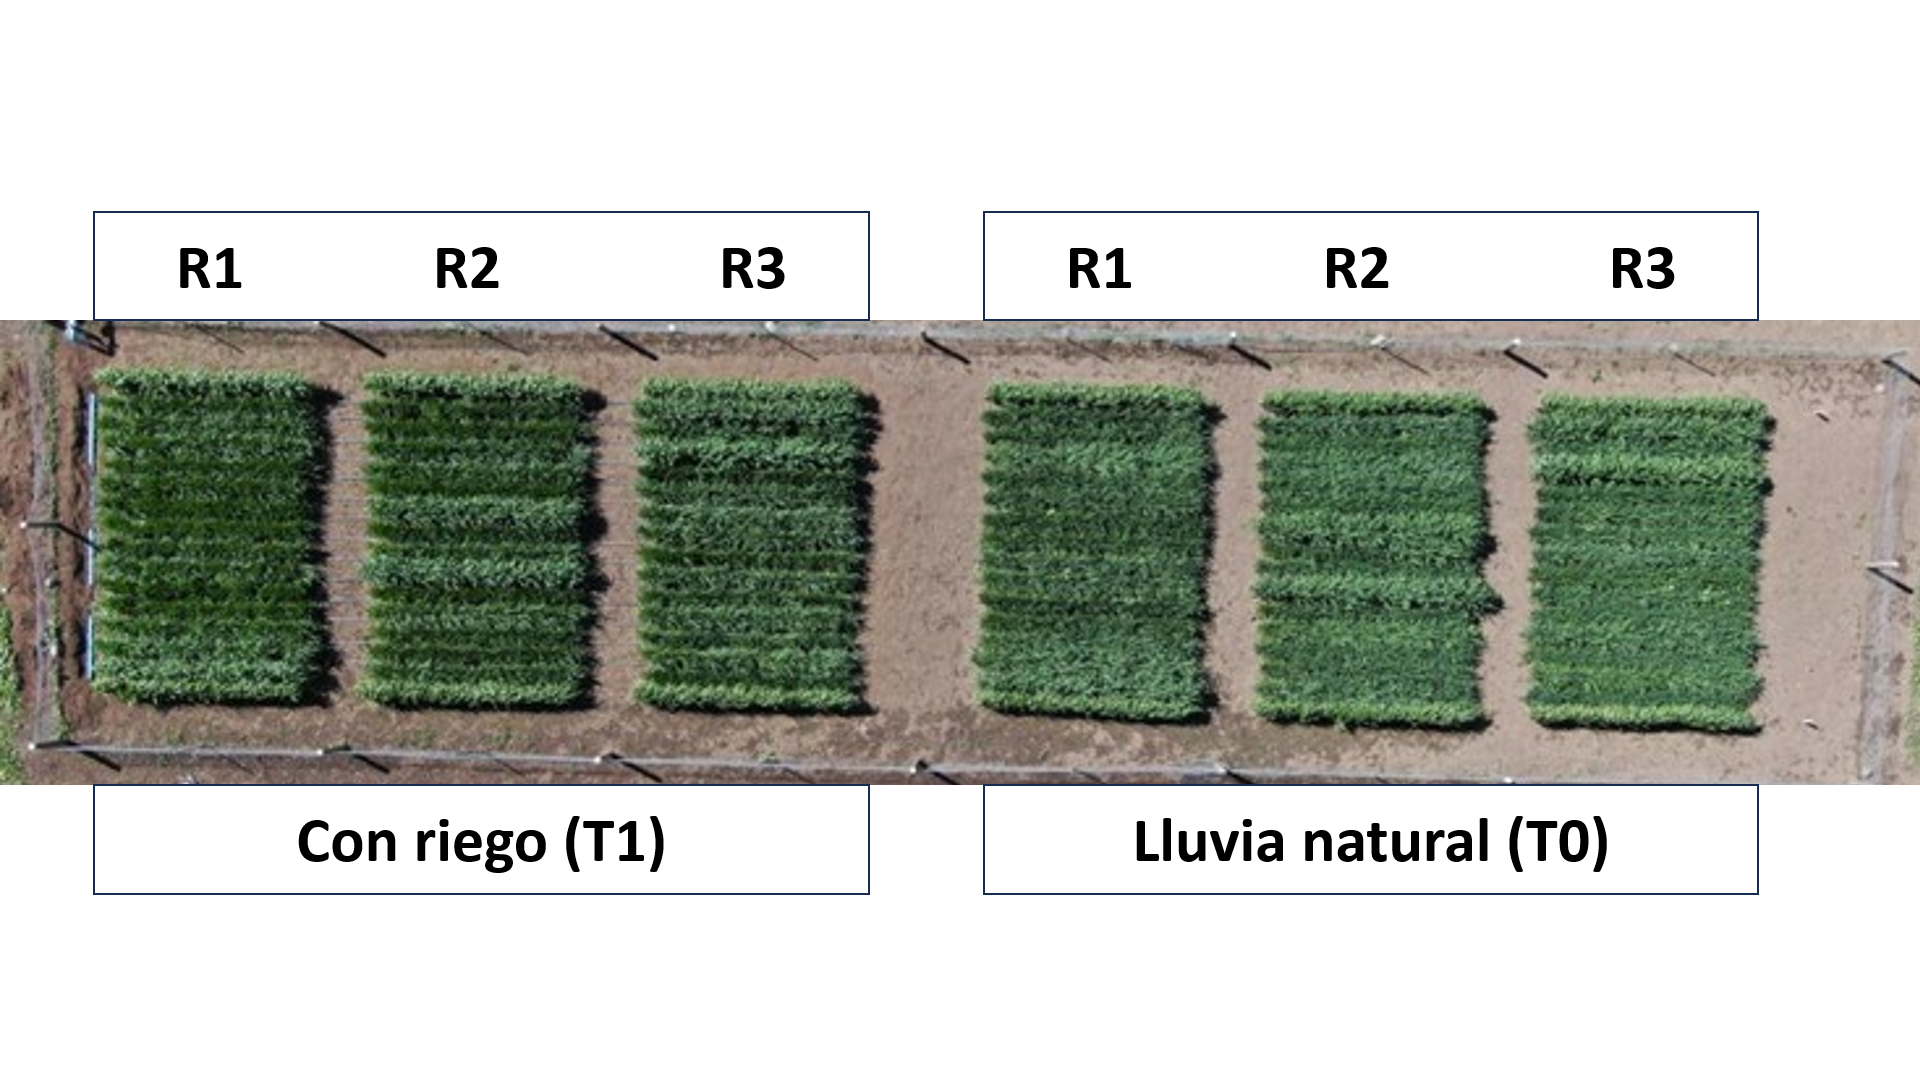 R1 R2 R3 R1 R2 R3
Con riego (T1) Lluvia natural (T0)